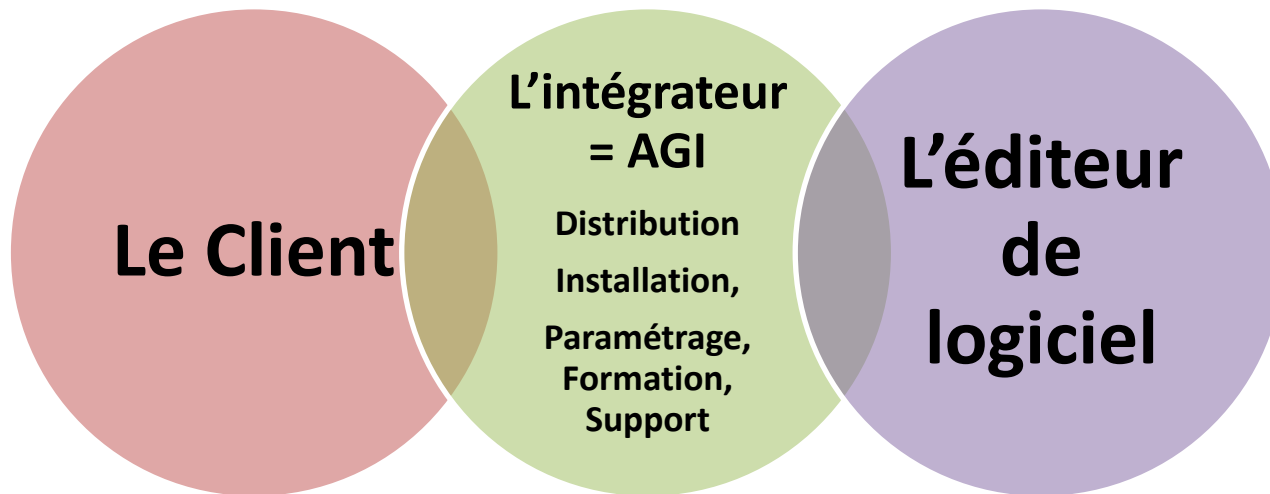 Le Client
L’intégrateur
= AGI
Distribution
Installation,
Paramétrage,
Formation,
Support
L’éditeur
de
logiciel